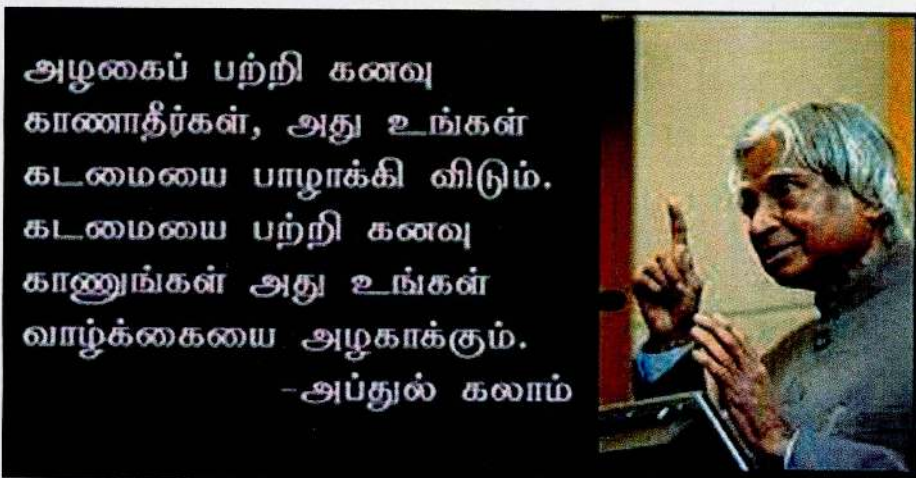 அழகைப் பற்றி கனவு
காணாதீர்கள், அது உங்கள்
கடமையை பாழாக்கி விடும்.
கடமையை பற்றி கனவு
காணுங்கள் அது உங்கள்
வாழ்க்கையை அழகாக்கும்.
-அப்துல் கலாம்